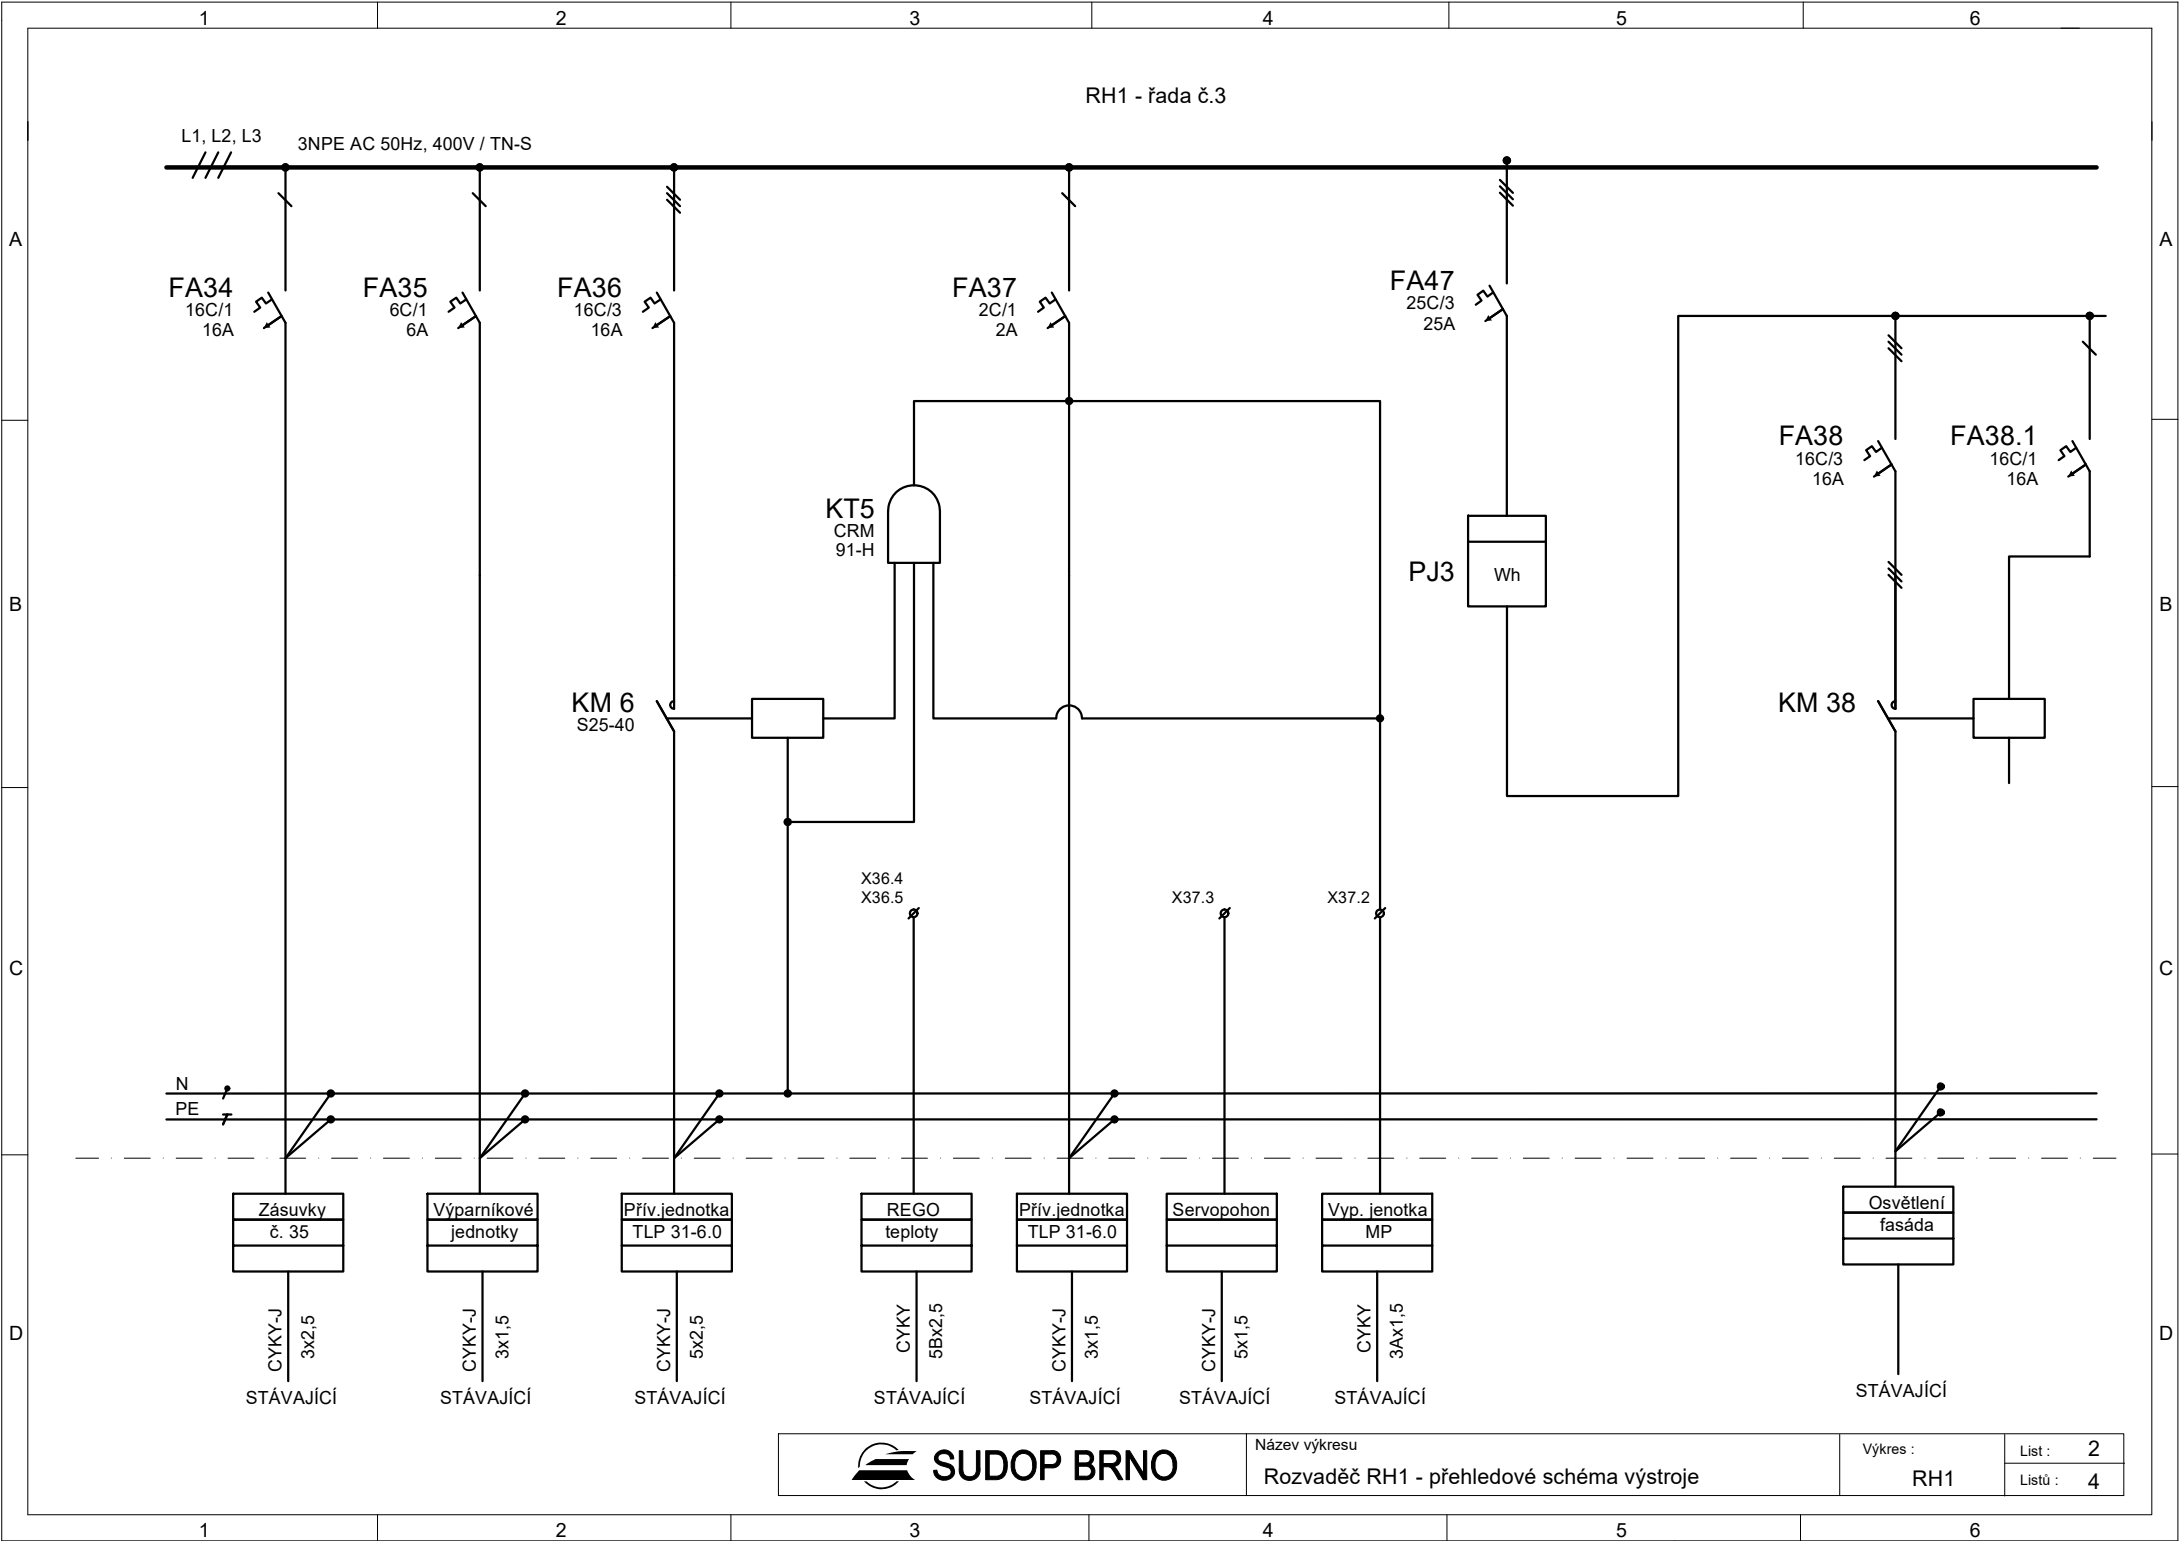 1 2 3 4 5 6
RH1 - řada č.3
L1, L2, L3
3NPE AC 50Hz, 400V / TN-S
A A
FA34
16C/1
16A
FA35
6C/1
6A
FA36
16C/3
16A
FA37
2C/1
2A
FA47
25C/3
25A
FA38
16C/3
16A
FA38.1
16C/1
16A
KT5
CRM
91-H
PJ3
Wh
B B
KM 6
S25-40
KM 38
X36.4
X36.5
X37.3
X37.2
C C
N
PE
Zásuvky
č. 35
Výparníkové
jednotky
Přív.jednotka
TLP 31-6.0
REGO
teploty
Přív.jednotka
TLP 31-6.0
Servopohon
Vyp. jenotka
MP
Osvětlení
fasáda
D D
CYKY-J
3x2,5
CYKY-J
3x1,5
CYKY-J
5x2,5
CYKY
5Bx2,5
CYKY-J
3x1,5
CYKY-J
5x1,5
CYKY
3Ax1,5
STÁVAJÍCÍ
STÁVAJÍCÍ
STÁVAJÍCÍ
STÁVAJÍCÍ
STÁVAJÍCÍ
STÁVAJÍCÍ
STÁVAJÍCÍ
STÁVAJÍCÍ
SUDOP BRNO
Název výkresu
Rozvaděč RH1 - přehledové schéma výstroje
Výkres :
RH1
List : 2
Listů : 4
1 2 3 4 5 6